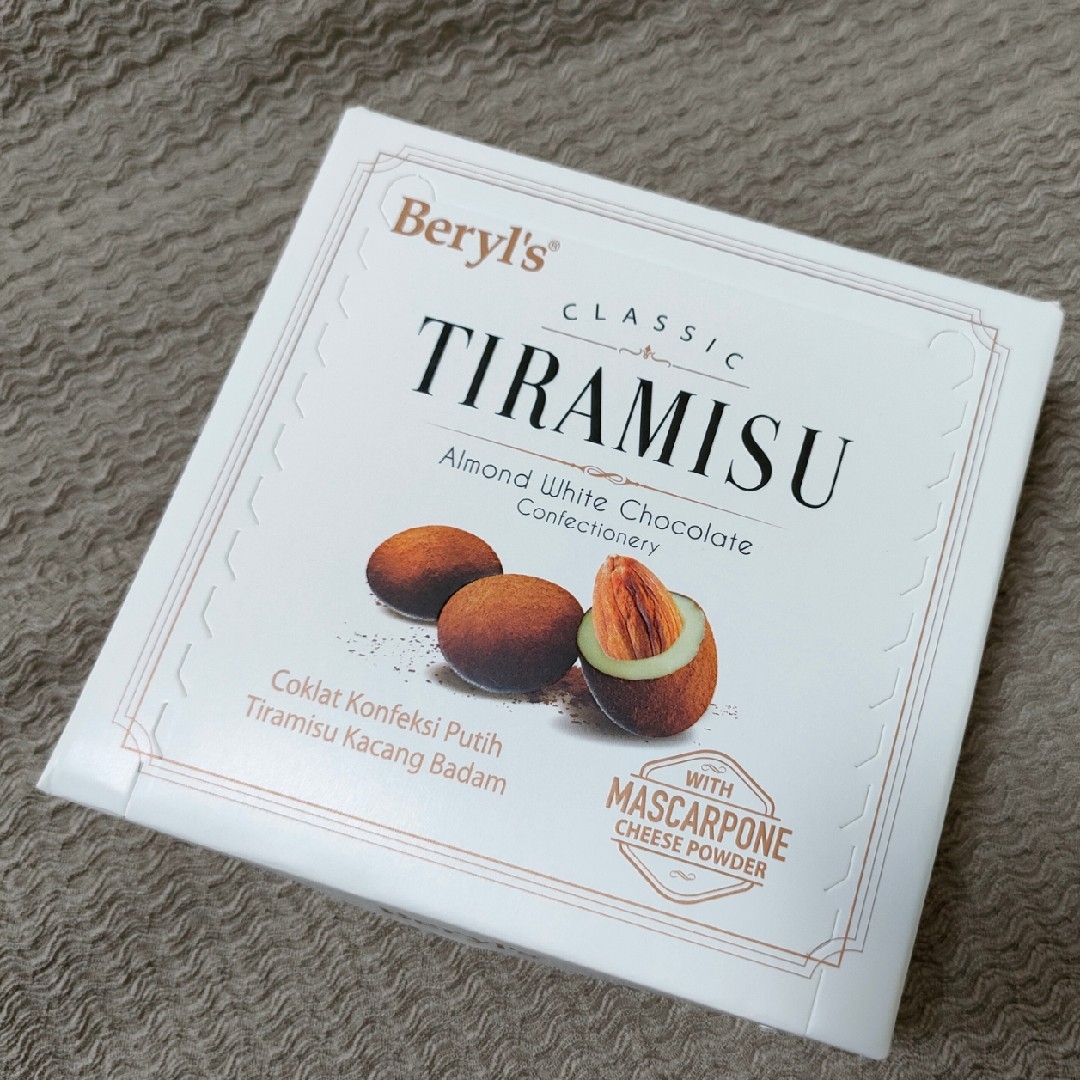 Beryl's®
CLASSIC
TIRAMISU
Almond White Chocolate
Confectionery
Coklat Konfeksi Putih
Tiramisu Kacang Badam
WITH
MASCARPONE
CHEESE POWDER